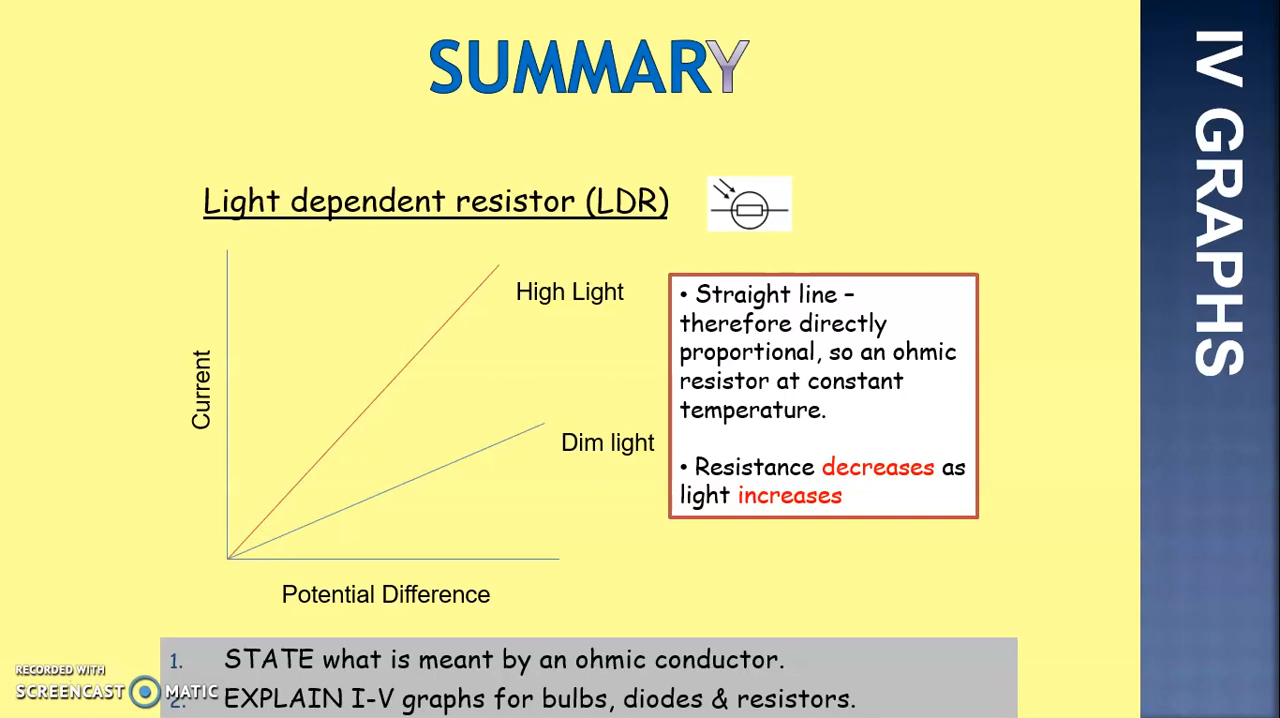 SUMMARY
IV GRAPHS
Light dependent resistor (LDR)
High Light
Dim light
Current
Potential Difference
• Straight line –
therefore directly
proportional, so an ohmic
resistor at constant
temperature.
• Resistance decreases as
light increases
1. STATE what is meant by an ohmic conductor.
2. EXPLAIN I-V graphs for bulbs, diodes & resistors.
RECORDED WITH
SCREENCAST MATIC